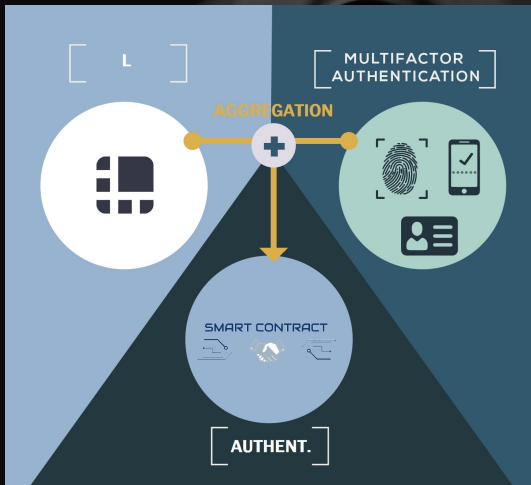 L
MULTIFACTOR
AUTHENTICATION
AGGREGATION
SMART CONTRACT
AUTHENT.